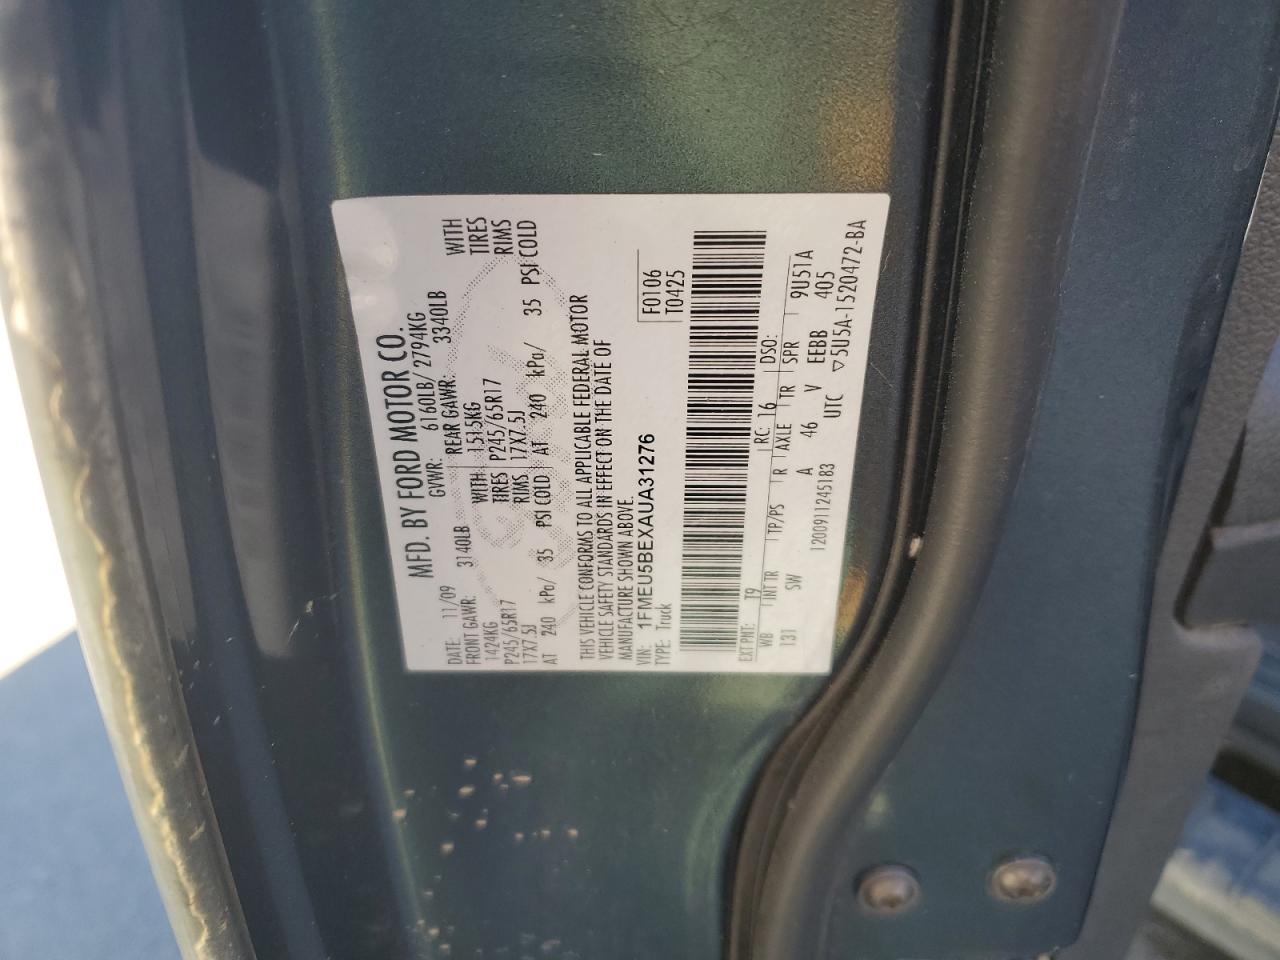 MFD. BY FORD MOTOR CO.
DATE: 11/09 GVWR: 6160LB/ 2794KG
FRONT GAWR: 3140LB REAR GAWR: 3340LB
1424KG WITH 1515KG WITH
P245/65R17 TIRES P245/65R17 TIRES
17X7.5J RIMS 17X7.5J RIMS
AT 240 kPa/ 35 PSI COLD AT 240 kPa/ 35 PSI COLD
THIS VEHICLE CONFORMS TO ALL APPLICABLE FEDERAL MOTOR
VEHICLE SAFETY STANDARDS IN EFFECT ON THE DATE OF
MANUFACTURE SHOWN ABOVE.
VIN: 1FMEU5BEXAUA31276 F0106
TYPE: Truck T0425
EXT PNT: T9 RC: 16 DSO:
WB INT TR TP/PS R AXLE TR SPR 9U51A
131 SW A 46 V EEBB 405
1200911245183 UTC ▽5U5A-1520472-BA